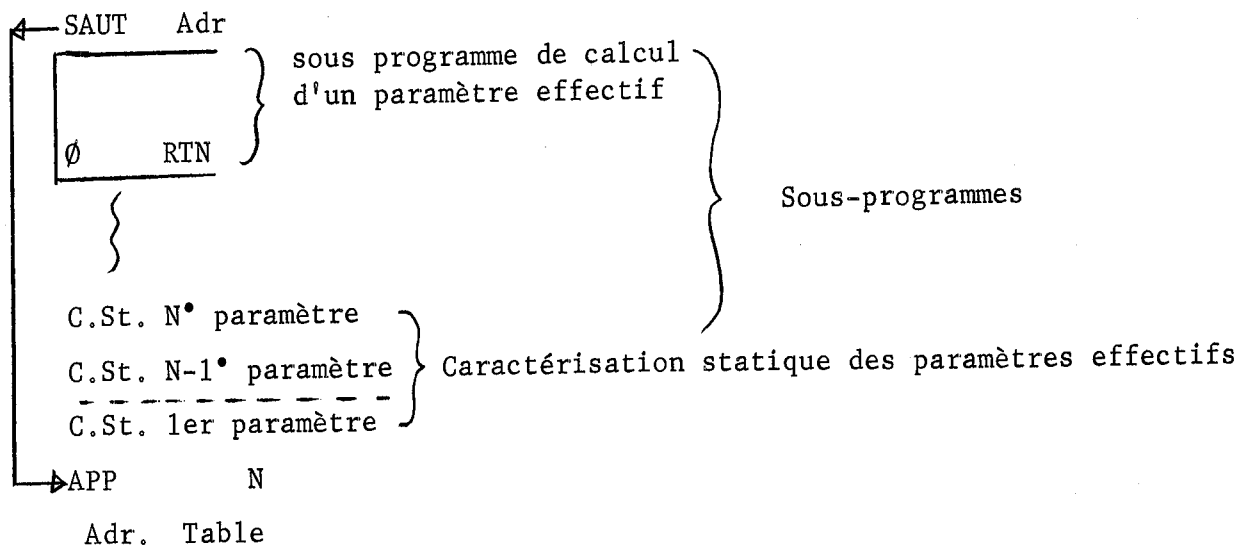 SAUT Adr
sous programme de calcul
d'un paramètre effectif
Ø RTN
Sous-programmes
C.St. N° paramètre
C.St. N-1° paramètre
Caractérisation statique des paramètres effectifs
C.St. 1er paramètre
APP N
Adr. Table